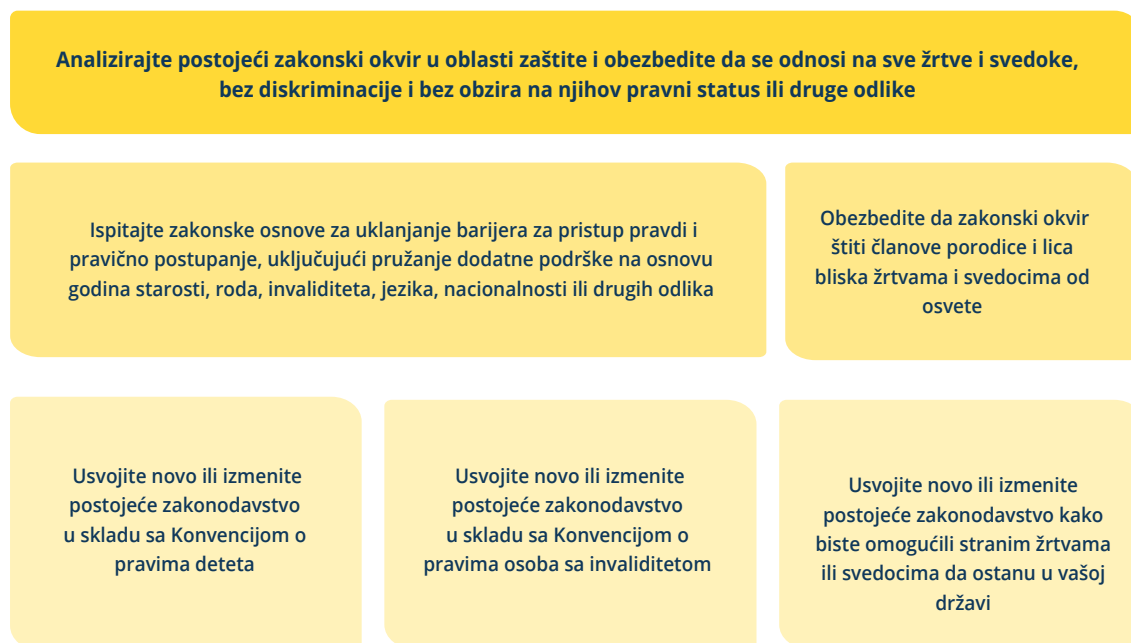 Analizirajte postojeći zakonski okvir u oblasti zaštite i obezbedite da se odnosi na sve žrtve i svedoke,
bez diskriminacije i bez obzira na njihov pravni status ili druge odlike
Ispitajte zakonske osnove za uklanjanje barijera za pristup pravdi i
pravično postupanje, uključujući pružanje dodatne podrške na osnovu
godina starosti, roda, invaliditeta, jezika, nacionalnosti ili drugih odlika
Obezbedite da zakonski okvir
štiti članove porodice i lica
bliska žrtvama i svedocima od
osvete
Usvojite novo ili izmenite
postojeće zakonodavstvo
u skladu sa Konvencijom o
pravima deteta
Usvojite novo ili izmenite
postojeće zakonodavstvo
u skladu sa Konvencijom o
pravima osoba sa invaliditetom
Usvojite novo ili izmenite
postojeće zakonodavstvo kako
biste omogućili stranim žrtvama
ili svedocima da ostanu u vašoj
državi